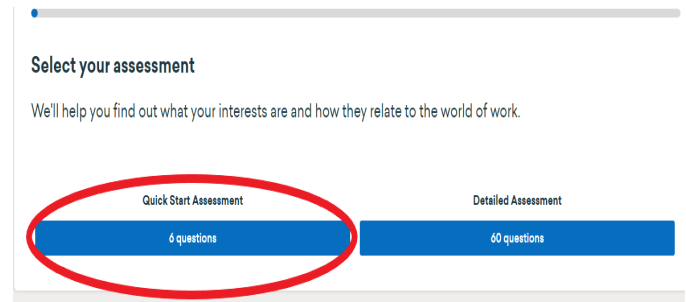 Select your assessment
We'll help you find out what your interests are and how they relate to the world of work.
Quick Start Assessment
6 questions
Detailed Assessment
60 questions